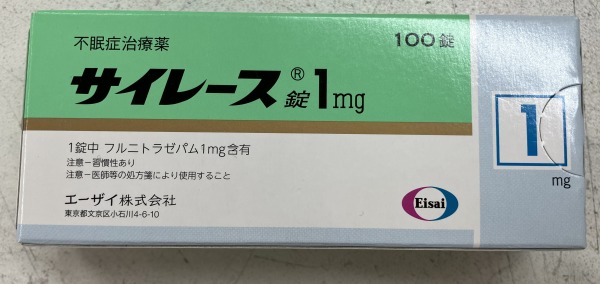 不眠症治療薬
100錠
サイレース®錠1mg
1錠中 フルニトラゼパム1mg含有
注意－習慣性あり
注意－医師等の処方箋により使用すること
エーザイ株式会社
東京都文京区小石川4-6-10
Eisai
1
mg